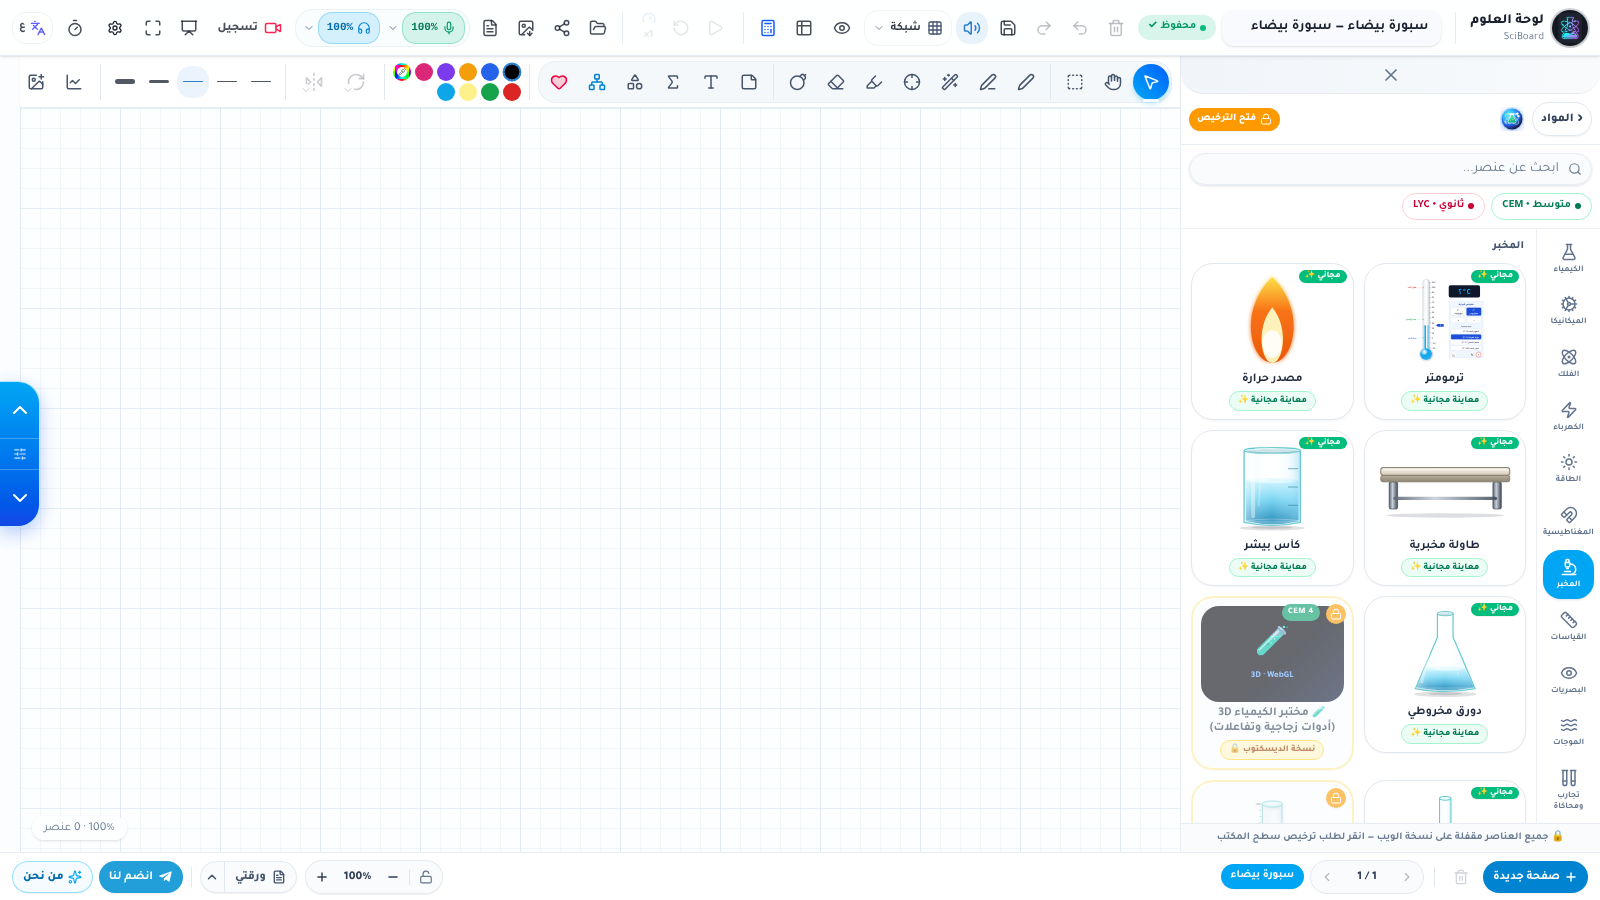 لوحة العلوم
SciBoard
سبورة بيضاء – سبورة بيضاء
محفوظ ✓
شبكة
x1
100%
100%
تسجيل
ع
المواد
فتح الترخيص
ابحث عن عنصر...
متوسط • CEM
ثانوي • LYC
المخبر
الكيمياء
الميكانيكا
الفلك
الكهرباء
الطاقة
المغناطيسية
المخبر
القياسات
البصريات
الموجات
تجارب
ومحاكاة
مجاني ✨
؟ °C
ترمومتر
معاينة مجانية ✨
مجاني ✨
مصدر حرارة
معاينة مجانية ✨
مجاني ✨
طاولة مخبرية
معاينة مجانية ✨
مجاني ✨
كأس بيشر
معاينة مجانية ✨
مجاني ✨
دورق مخروطي
معاينة مجانية ✨
CEM 4
3D · WebGL
🧪 مختبر الكيمياء 3D
(أدوات زجاجية وتفاعلات)
نسخة الديسكتوب 🔒
مجاني ✨
🔒 جميع العناصر مقفلة على نسخة الويب – انقر لطلب ترخيص سطح المكتب
100% · 0 عنصر
صفحة جديدة
1 / 1
سبورة بيضاء
100%
ورقتي
انضم لنا
من نحن